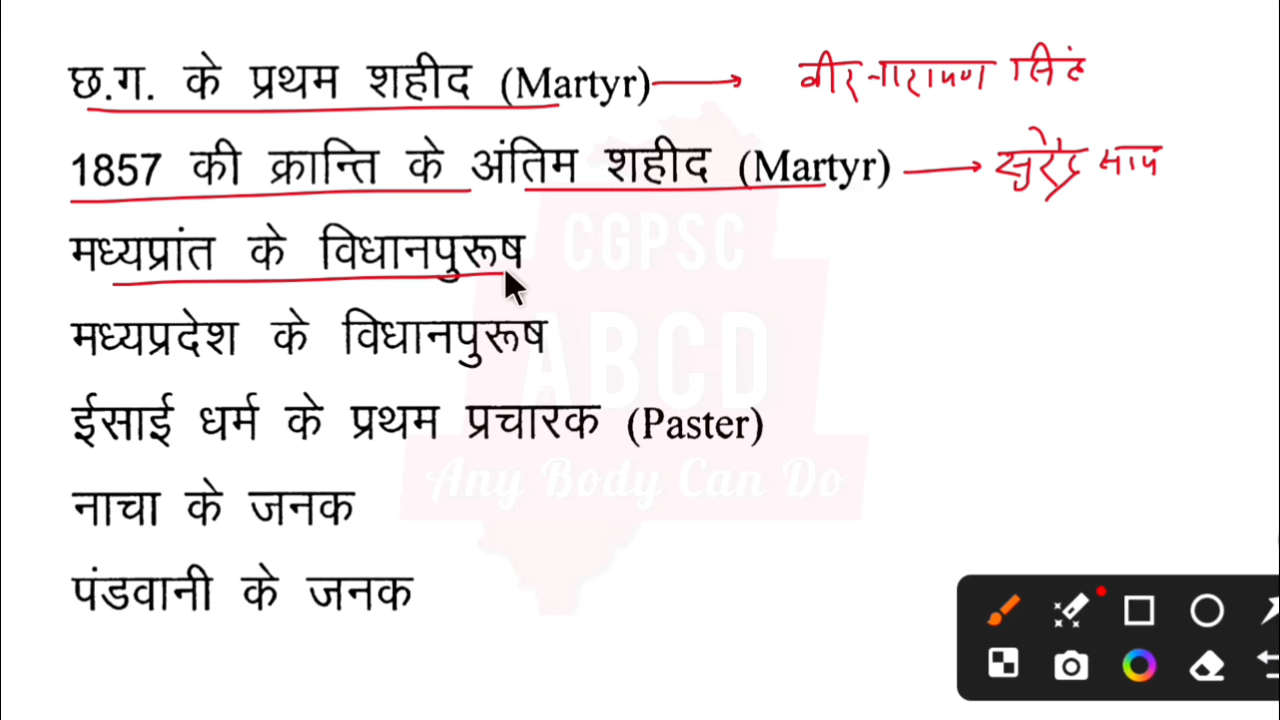 छ.ग. के प्रथम शहीद (Martyr) वीर नारायण सिंह
1857 की क्रान्ति के अंतिम शहीद (Martyr) सुरेंद्र साय
मध्यप्रांत के विधानपुरूष
CGPSC
मध्यप्रदेश के विधानपुरूष
ABCD
ईसाई धर्म के प्रथम प्रचारक (Paster)
Any Body Can Do
नाचा के जनक
पंडवानी के जनक